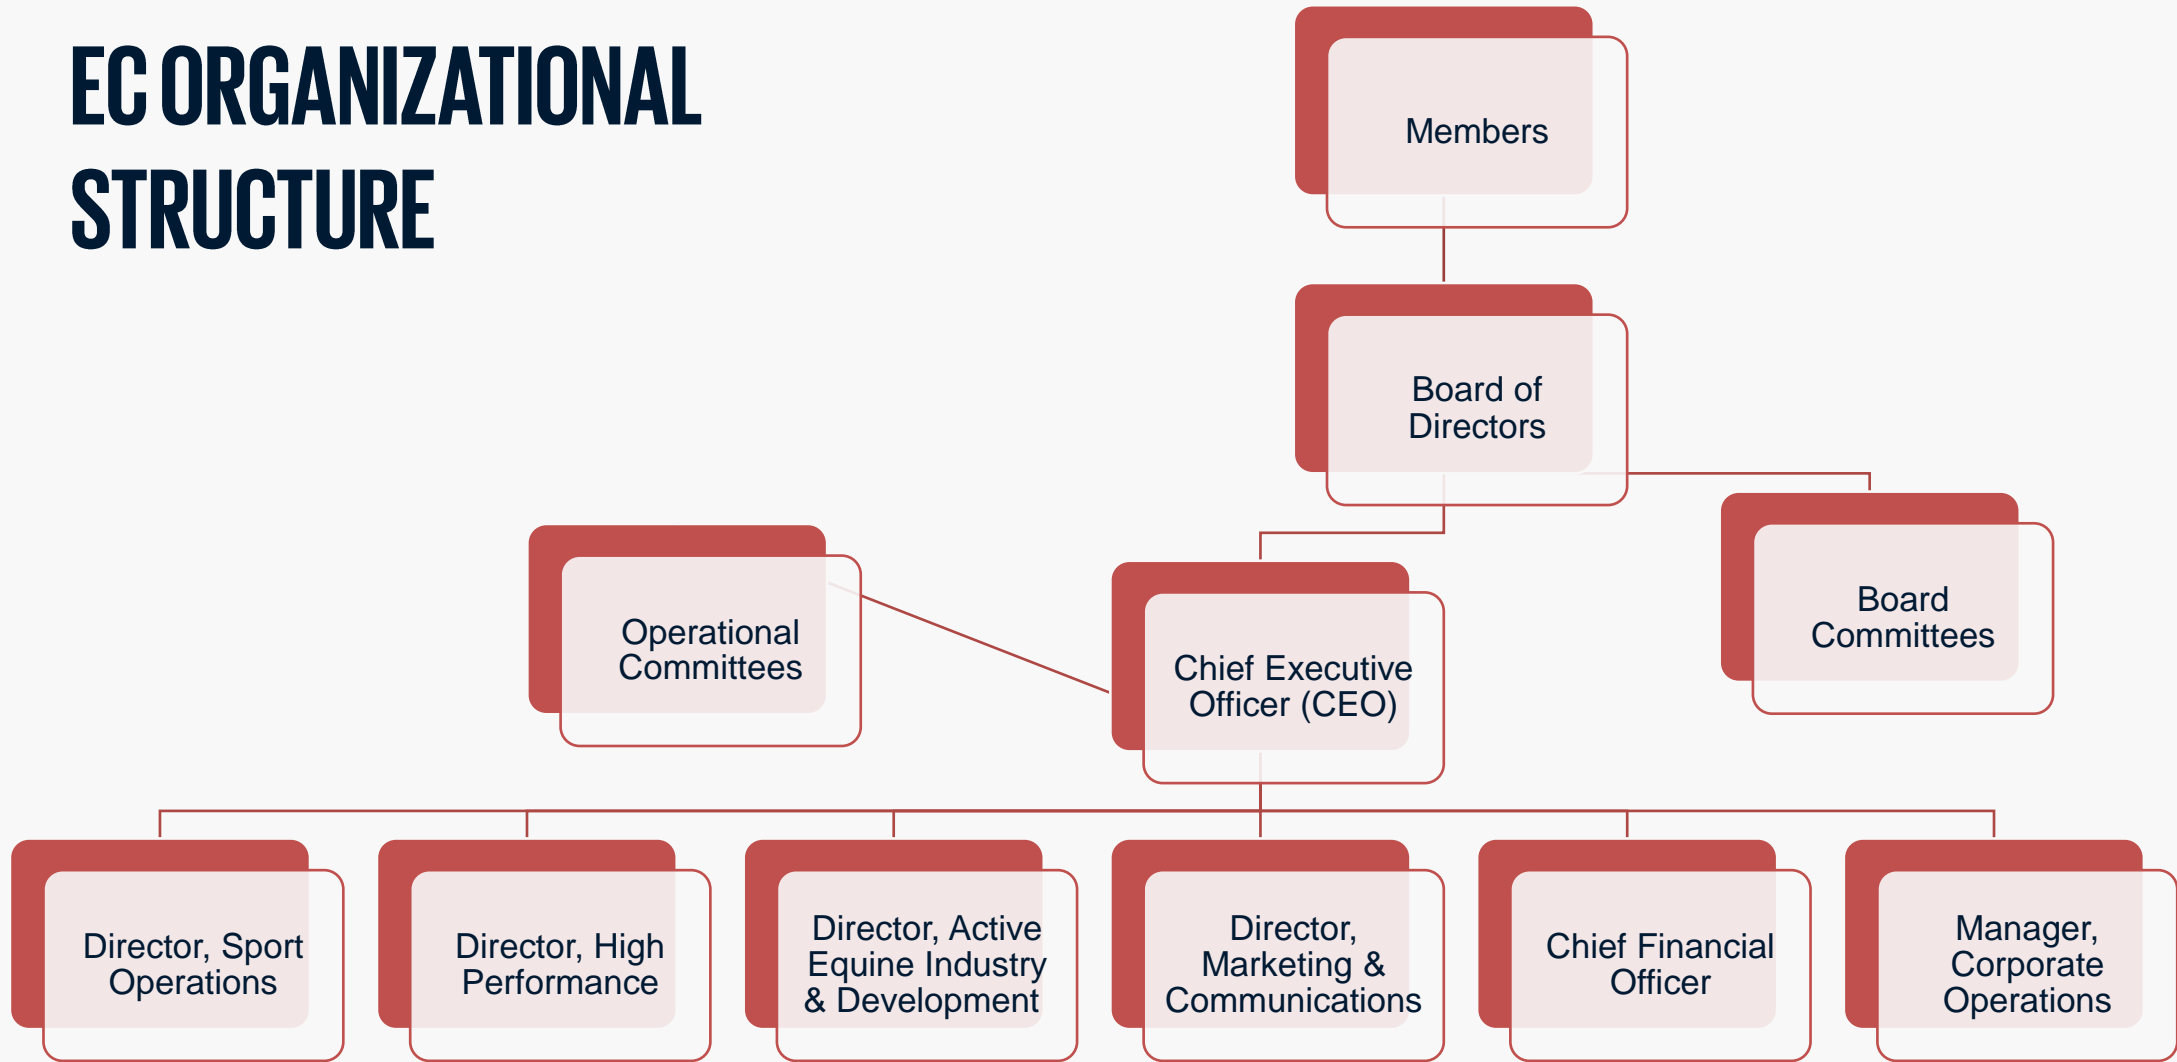 EC ORGANIZATIONAL
STRUCTURE
Members
Board of
Directors
Board
Committees
Operational
Committees
Chief Executive
Officer (CEO)
Director, Sport
Operations
Director, High
Performance
Director, Active
Equine Industry
& Development
Director,
Marketing &
Communications
Chief Financial
Officer
Manager,
Corporate
Operations